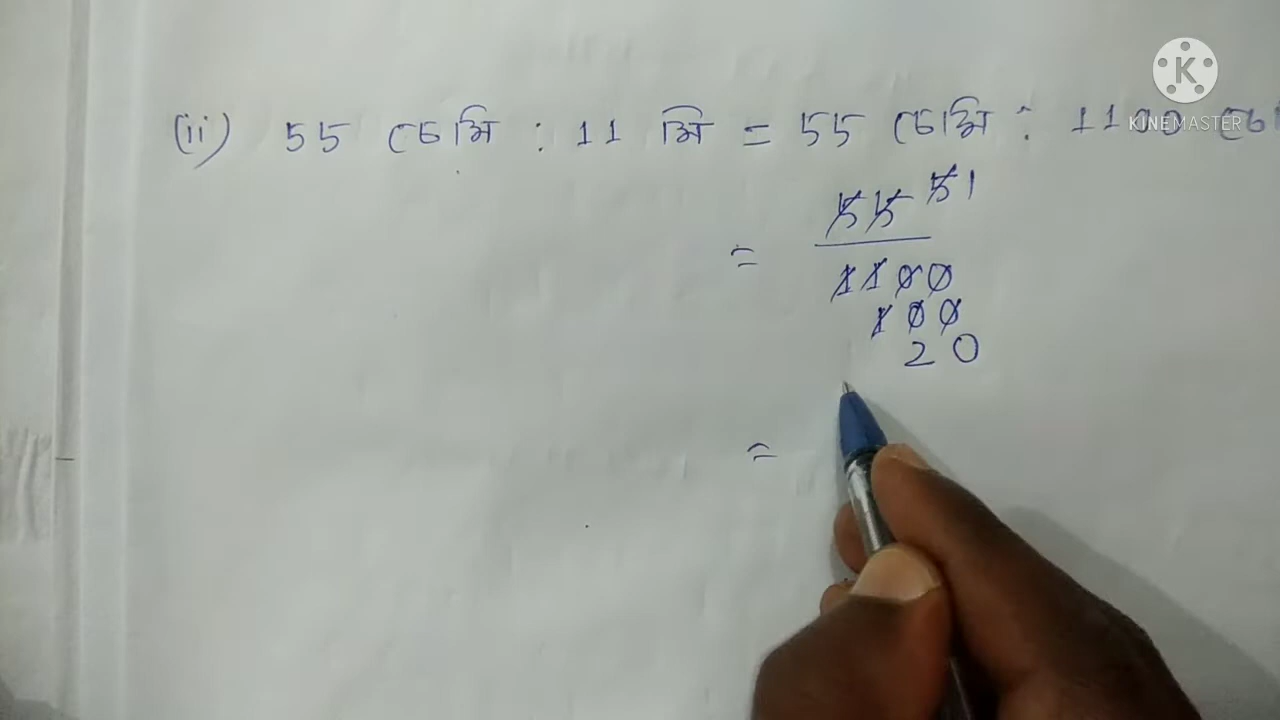 (ii) 55 চেমি : 11 মি = 55 চেমি : 1100
KINEMASTER
= 55 5 1
1100
100
20
=